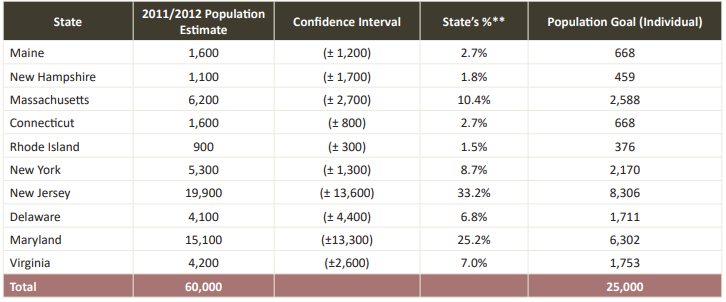 State 2011/2012 Population Estimate Confidence Interval State's %** Population Goal (Individual)
Maine 1,600 (± 1,200) 2.7% 668
New Hampshire 1,100 (± 1,700) 1.8% 459
Massachusetts 6,200 (± 2,700) 10.4% 2,588
Connecticut 1,600 (± 800) 2.7% 668
Rhode Island 900 (± 300) 1.5% 376
New York 5,300 (± 1,300) 8.7% 2,170
New Jersey 19,900 (± 13,600) 33.2% 8,306
Delaware 4,100 (± 4,400) 6.8% 1,711
Maryland 15,100 (±13,300) 25.2% 6,302
Virginia 4,200 (±2,600) 7.0% 1,753
Total 60,000 25,000